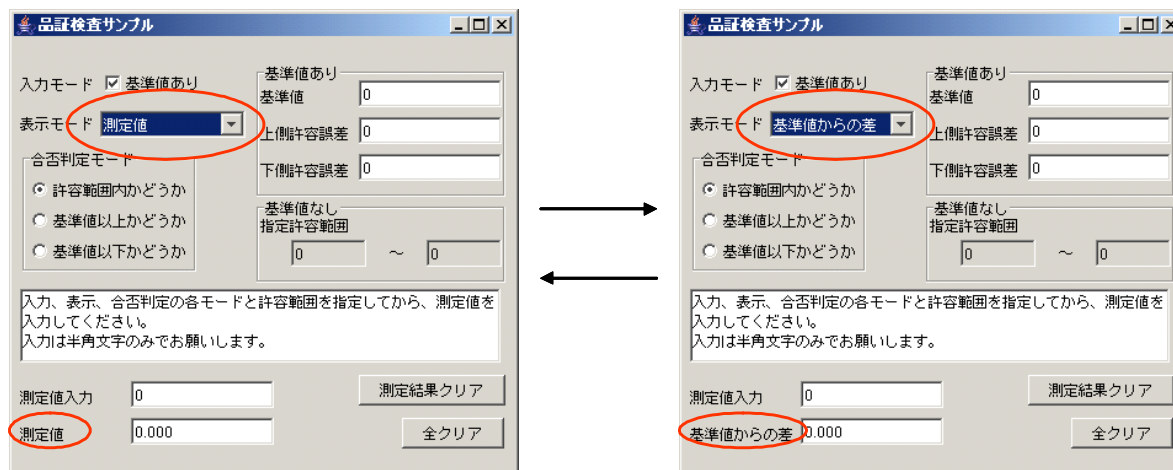 品証検査サンプル
入力モード 基準値あり
表示モード 測定値
合否判定モード
許容範囲内かどうか
基準値以上かどうか
基準値以下かどうか
基準値あり
基準値 0
上側許容誤差 0
下側許容誤差 0
基準値なし
指定許容範囲
0 ～ 0
入力、表示、合否判定の各モードと許容範囲を指定してから、測定値を
入力してください。
入力は半角文字のみでお願いします。
測定値入力 0
測定結果クリア
測定値 0.000
全クリア
品証検査サンプル
入力モード 基準値あり
表示モード 基準値からの差
合否判定モード
許容範囲内かどうか
基準値以上かどうか
基準値以下かどうか
基準値あり
基準値 0
上側許容誤差 0
下側許容誤差 0
基準値なし
指定許容範囲
0 ～ 0
入力、表示、合否判定の各モードと許容範囲を指定してから、測定値を
入力してください。
入力は半角文字のみでお願いします。
測定値入力 0
測定結果クリア
基準値からの差 0.000
全クリア